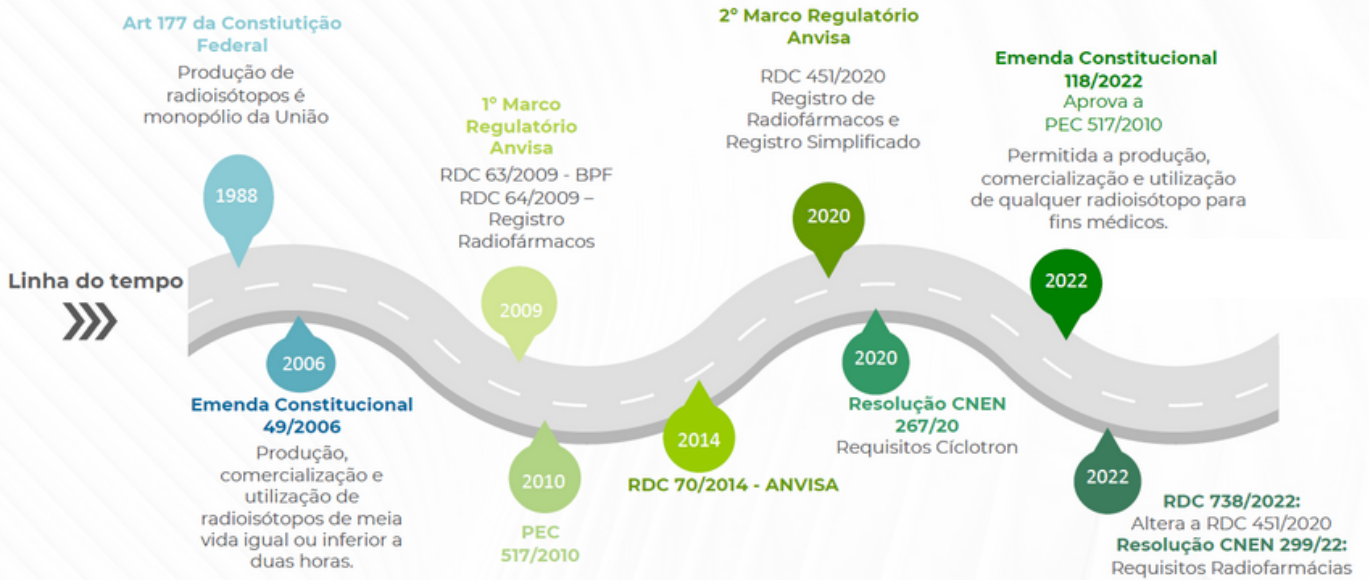 Linha do tempo
Art 177 da Constiutição
Federal
Produção de
radioisótopos é
monopólio da União
1988
2006
Emenda Constitucional
49/2006
Produção,
comercialização e
utilização de
radioisótopos de meia
vida igual ou inferior a
duas horas.
1º Marco
Regulatório
Anvisa
RDC 63/2009 - BPF
RDC 64/2009 –
Registro
Radiofármacos
2009
2010
PEC
517/2010
2014
RDC 70/2014 - ANVISA
2º Marco Regulatório
Anvisa
RDC 451/2020
Registro de
Radiofármacos e
Registro Simplificado
2020
2020
Resolução CNEN
267/20
Requisitos Cíclotron
Emenda Constitucional
118/2022
Aprova a
PEC 517/2010
Permitida a produção,
comercialização e utilização
de qualquer radioisótopo para
fins médicos.
2022
2022
RDC 738/2022:
Altera a RDC 451/2020
Resolução CNEN 299/22:
Requisitos Radiofarmácias